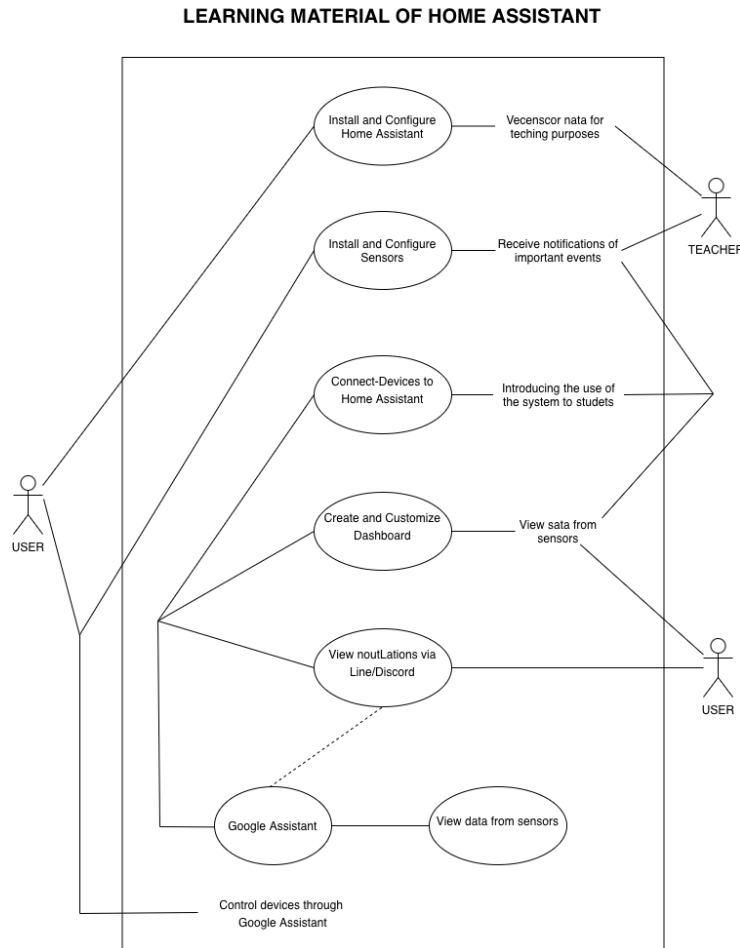 LEARNING MATERIAL OF HOME ASSISTANT
Install and Configure
Home Assistant
Vecenscor nata for
teching purposes
TEACHER
Install and Configure
Sensors
Receive notifications of
important events
Connect-Devices to
Home Assistant
Introducing the use of
the system to studets
USER
Create and Customize
Dashboard
View sata from
sensors
View noutLations via
Line/Discord
USER
Google Assistant
View data from sensors
Control devices through
Google Assistant